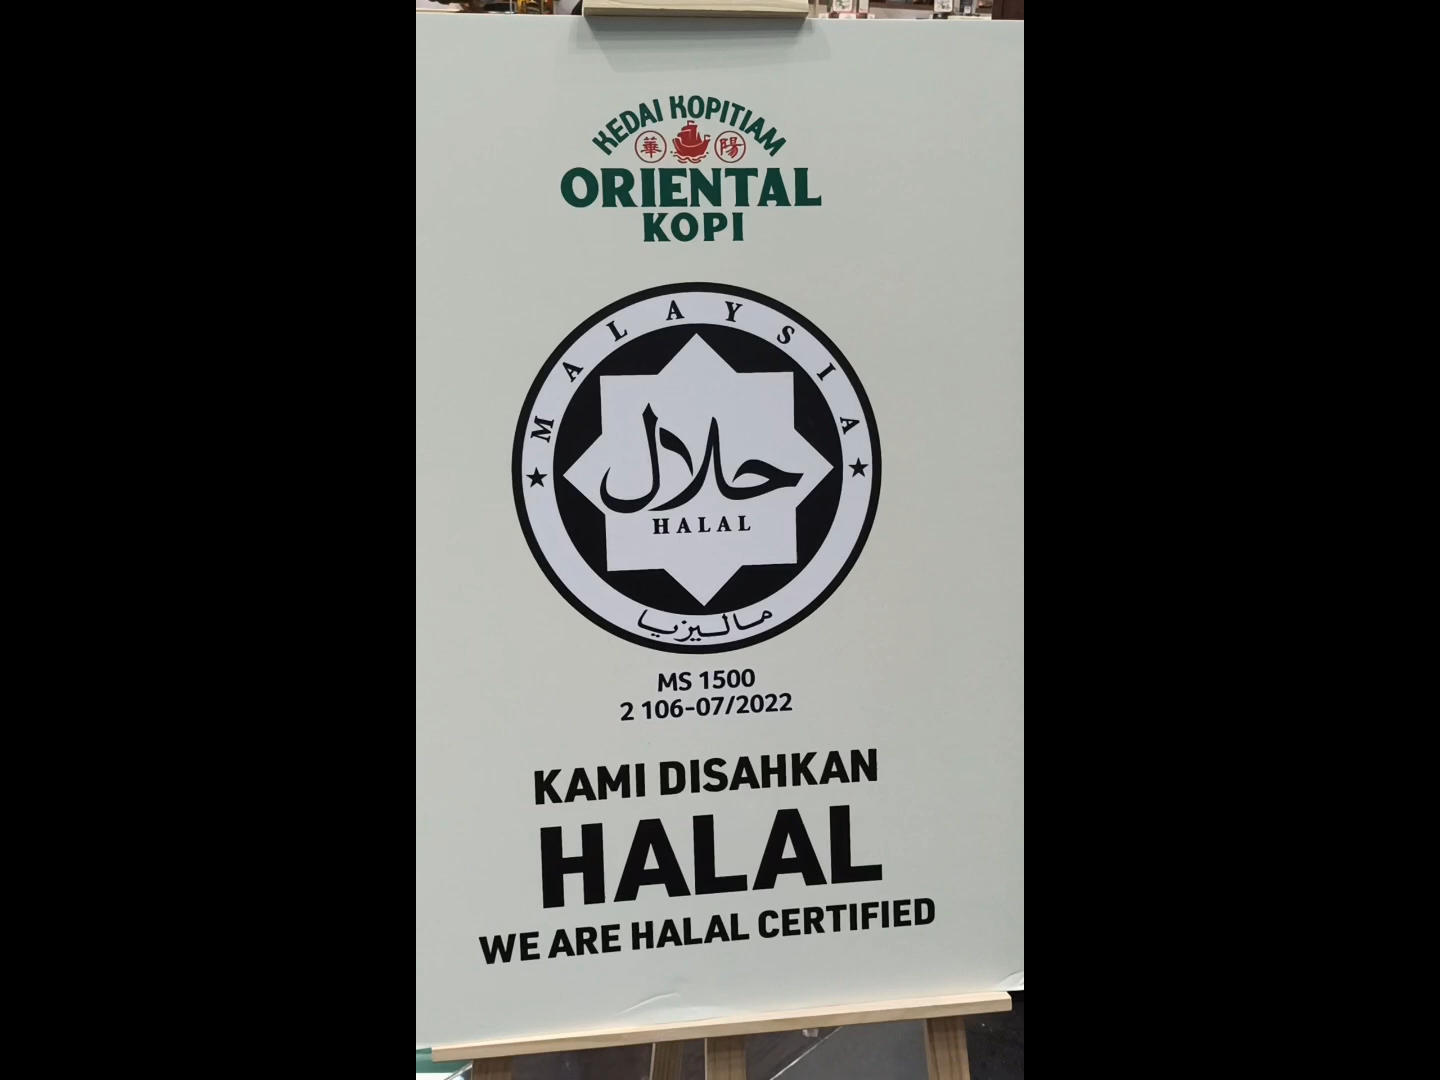 KEDAI KOPITIAM
華 陽
ORIENTAL
KOPI
MALAYSIA
حلال
HALAL
ماليزيا
MS 1500
2 106-07/2022
KAMI DISAHKAN
HALAL
WE ARE HALAL CERTIFIED